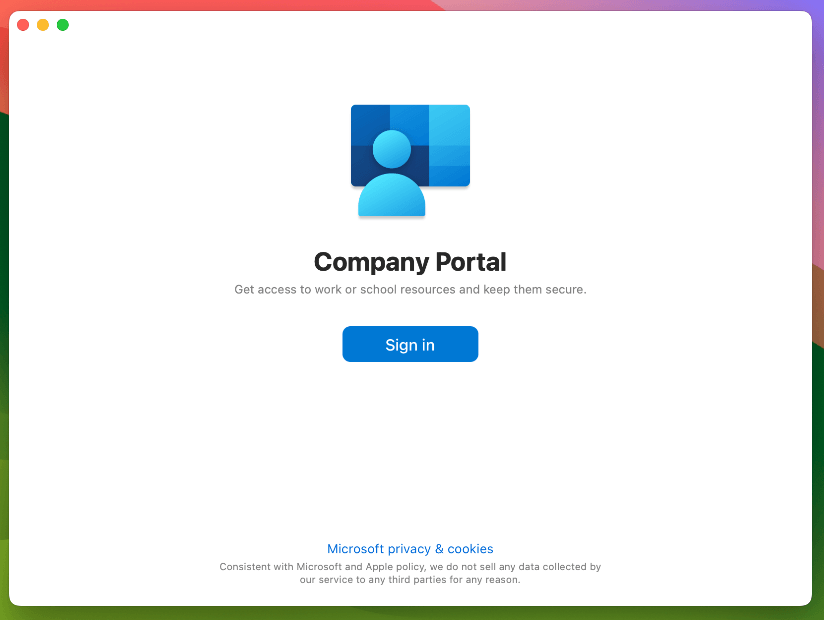 Company Portal
Get access to work or school resources and keep them secure.
Sign in
Microsoft privacy & cookies
Consistent with Microsoft and Apple policy, we do not sell any data collected by
our service to any third parties for any reason.